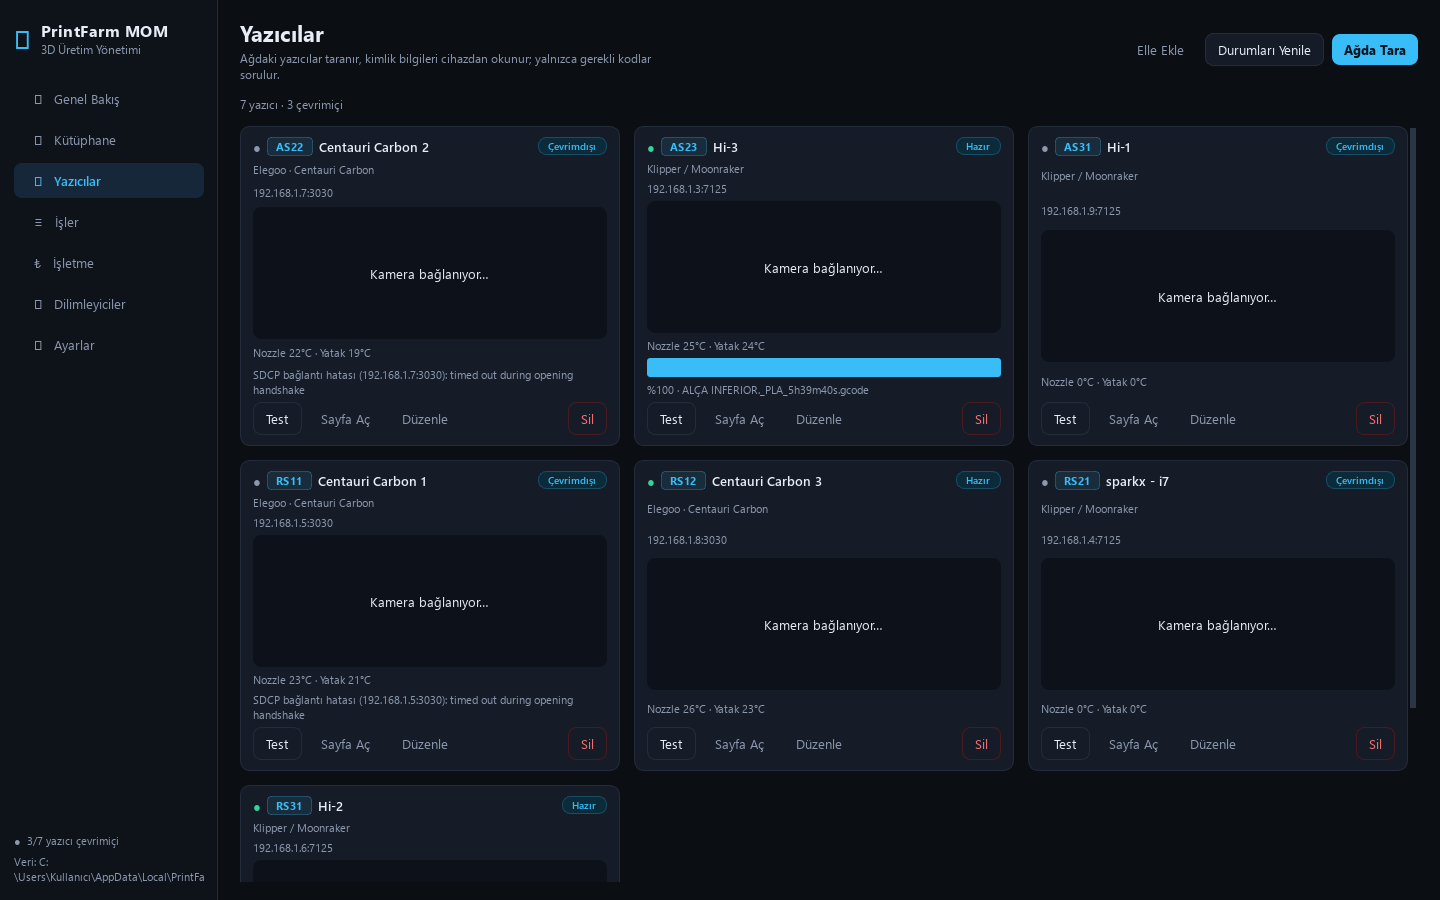 PrintFarm MOM
3D Üretim Yönetimi
Genel Bakış
Kütüphane
Yazıcılar
İşler
₺ İşletme
Dilimleyiciler
Ayarlar
3/7 yazıcı çevrimiçi
Veri: C:
\Users\Kullanıcı\AppData\Local\PrintFa
Yazıcılar
Ağdaki yazıcılar taranır, kimlik bilgileri cihazdan okunur; yalnızca gerekli kodlar
sorulur.
Elle Ekle
Durumları Yenile
Ağda Tara
7 yazıcı · 3 çevrimiçi
AS22 Centauri Carbon 2 Çevrimdışı
Elegoo · Centauri Carbon
192.168.1.7:3030
Kamera bağlanıyor...
Nozzle 22°C · Yatak 19°C
SDCP bağlantı hatası (192.168.1.7:3030): timed out during opening
handshake
Test Sayfa Aç Düzenle Sil
AS23 Hi-3 Hazır
Klipper / Moonraker
192.168.1.3:7125
Kamera bağlanıyor...
Nozzle 25°C · Yatak 24°C
%100 · ALÇA INFERIOR._PLA_5h39m40s.gcode
Test Sayfa Aç Düzenle Sil
AS31 Hi-1 Çevrimdışı
Klipper / Moonraker
192.168.1.9:7125
Kamera bağlanıyor...
Nozzle 0°C · Yatak 0°C
Test Sayfa Aç Düzenle Sil
RS11 Centauri Carbon 1 Çevrimdışı
Elegoo · Centauri Carbon
192.168.1.5:3030
Kamera bağlanıyor...
Nozzle 23°C · Yatak 21°C
SDCP bağlantı hatası (192.168.1.5:3030): timed out during opening
handshake
Test Sayfa Aç Düzenle Sil
RS12 Centauri Carbon 3 Hazır
Elegoo · Centauri Carbon
192.168.1.8:3030
Kamera bağlanıyor...
Nozzle 26°C · Yatak 23°C
Test Sayfa Aç Düzenle Sil
RS21 sparkx - i7 Çevrimdışı
Klipper / Moonraker
192.168.1.4:7125
Kamera bağlanıyor...
Nozzle 0°C · Yatak 0°C
Test Sayfa Aç Düzenle Sil
RS31 Hi-2 Hazır
Klipper / Moonraker
192.168.1.6:7125